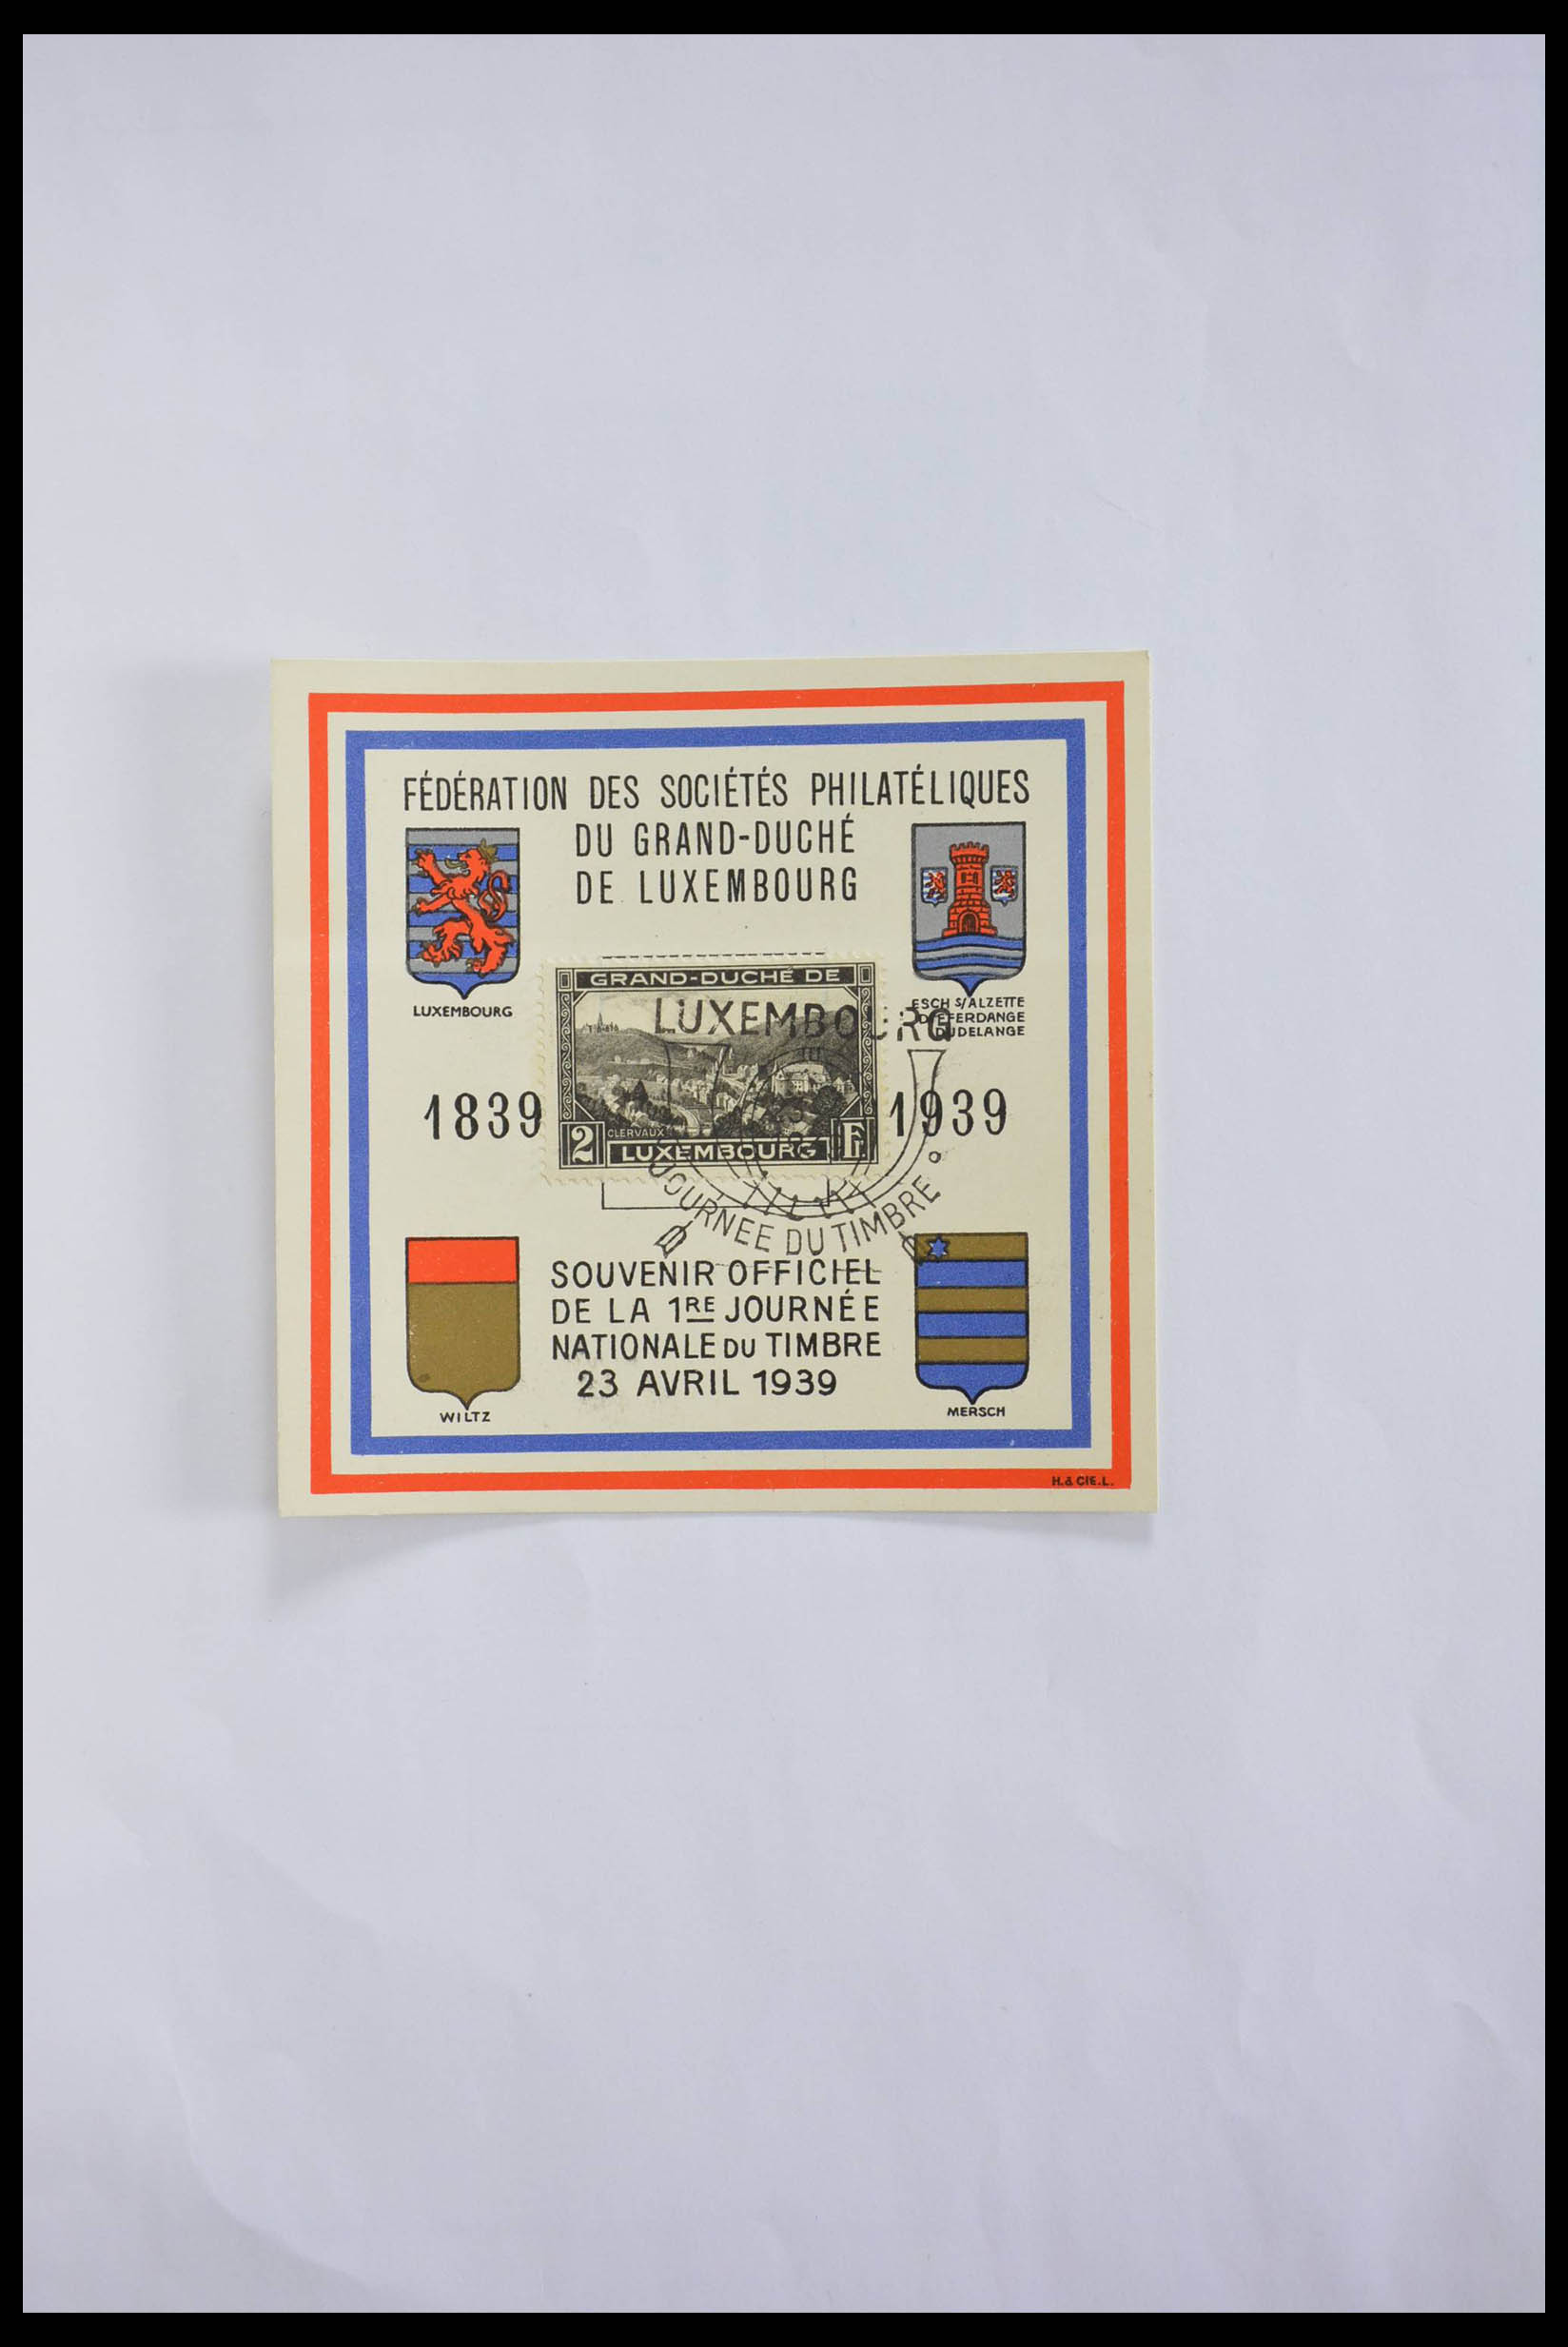 FÉDÉRATION DES SOCIÉTÉS PHILATÉLIQUES
DU GRAND-DUCHÉ
DE LUXEMBOURG
LUXEMBOURG
ESCH S/ALZETTE
DIFFERDANGE
DUDELANGE
GRAND-DUCHÉ DE
LUXEMBOURG
1839
1939
CLERVAUX
2 LUXEMBOURG F
JOURNEE DU TIMBRE
SOUVENIR OFFICIEL
DE LA 1RE JOURNÉE
NATIONALE DU TIMBRE
23 AVRIL 1939
WILTZ
MERSCH
H. & CIE. L.